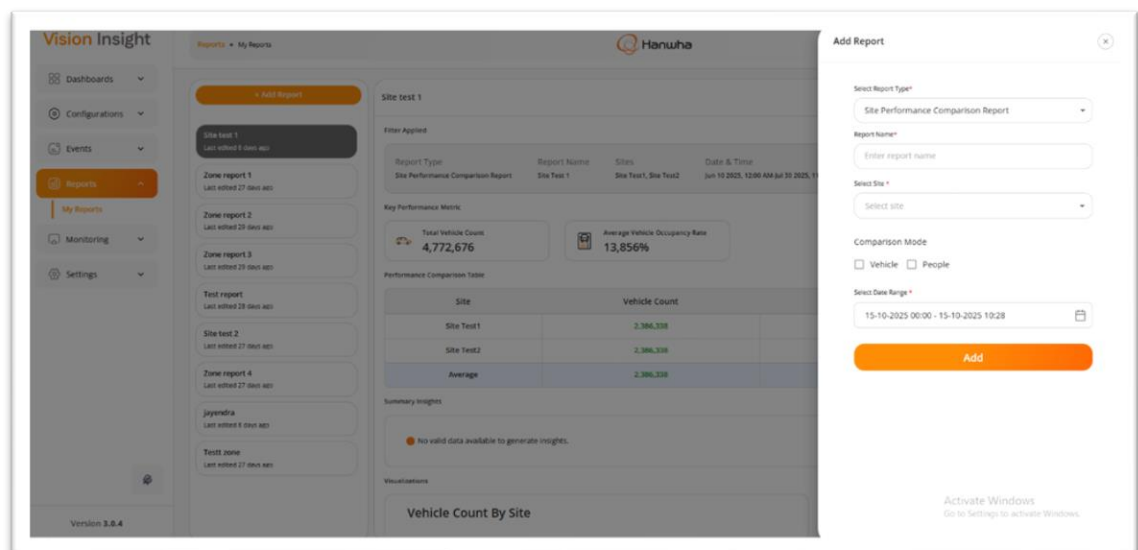 Vision Insight
Dashboards
Configurations
Events
Reports
My Reports
Monitoring
Settings
Version 3.0.4
Reports • My Reports
Hanwha
+ Add Report
Site test 1
Last edited 6 days ago
Zone report 1
Last edited 27 days ago
Zone report 2
Last edited 29 days ago
Zone report 3
Last edited 29 days ago
Test report
Last edited 28 days ago
Site test 2
Last edited 27 days ago
Zone report 4
Last edited 27 days ago
jayendra
Last edited 6 days ago
Testt zone
Last edited 27 days ago
Site test 1
Filter Applied
Report Type Report Name Sites Date & Time
Site Performance Comparison Report Site Test 1 Site Test1, Site Test2 Jun 10 2025, 12:00 AM-Jul 30 2025, 11
Key Performance Metric
Total Vehicle Count
4,772,676
Average Vehicle Occupancy Rate
13,856%
Performance Comparison Table
Site Vehicle Count
Site Test1 2,386,338
Site Test2 2,386,338
Average 2,386,338
Summary Insights
No valid data available to generate insights.
Visualizations
Vehicle Count By Site
Add Report
Select Report Type*
Site Performance Comparison Report
Report Name*
Enter report name
Select Site *
Select site
Comparison Mode
Vehicle People
Select Date Range *
15-10-2025 00:00 - 15-10-2025 10:28
Add
Activate Windows
Go to Settings to activate Windows.